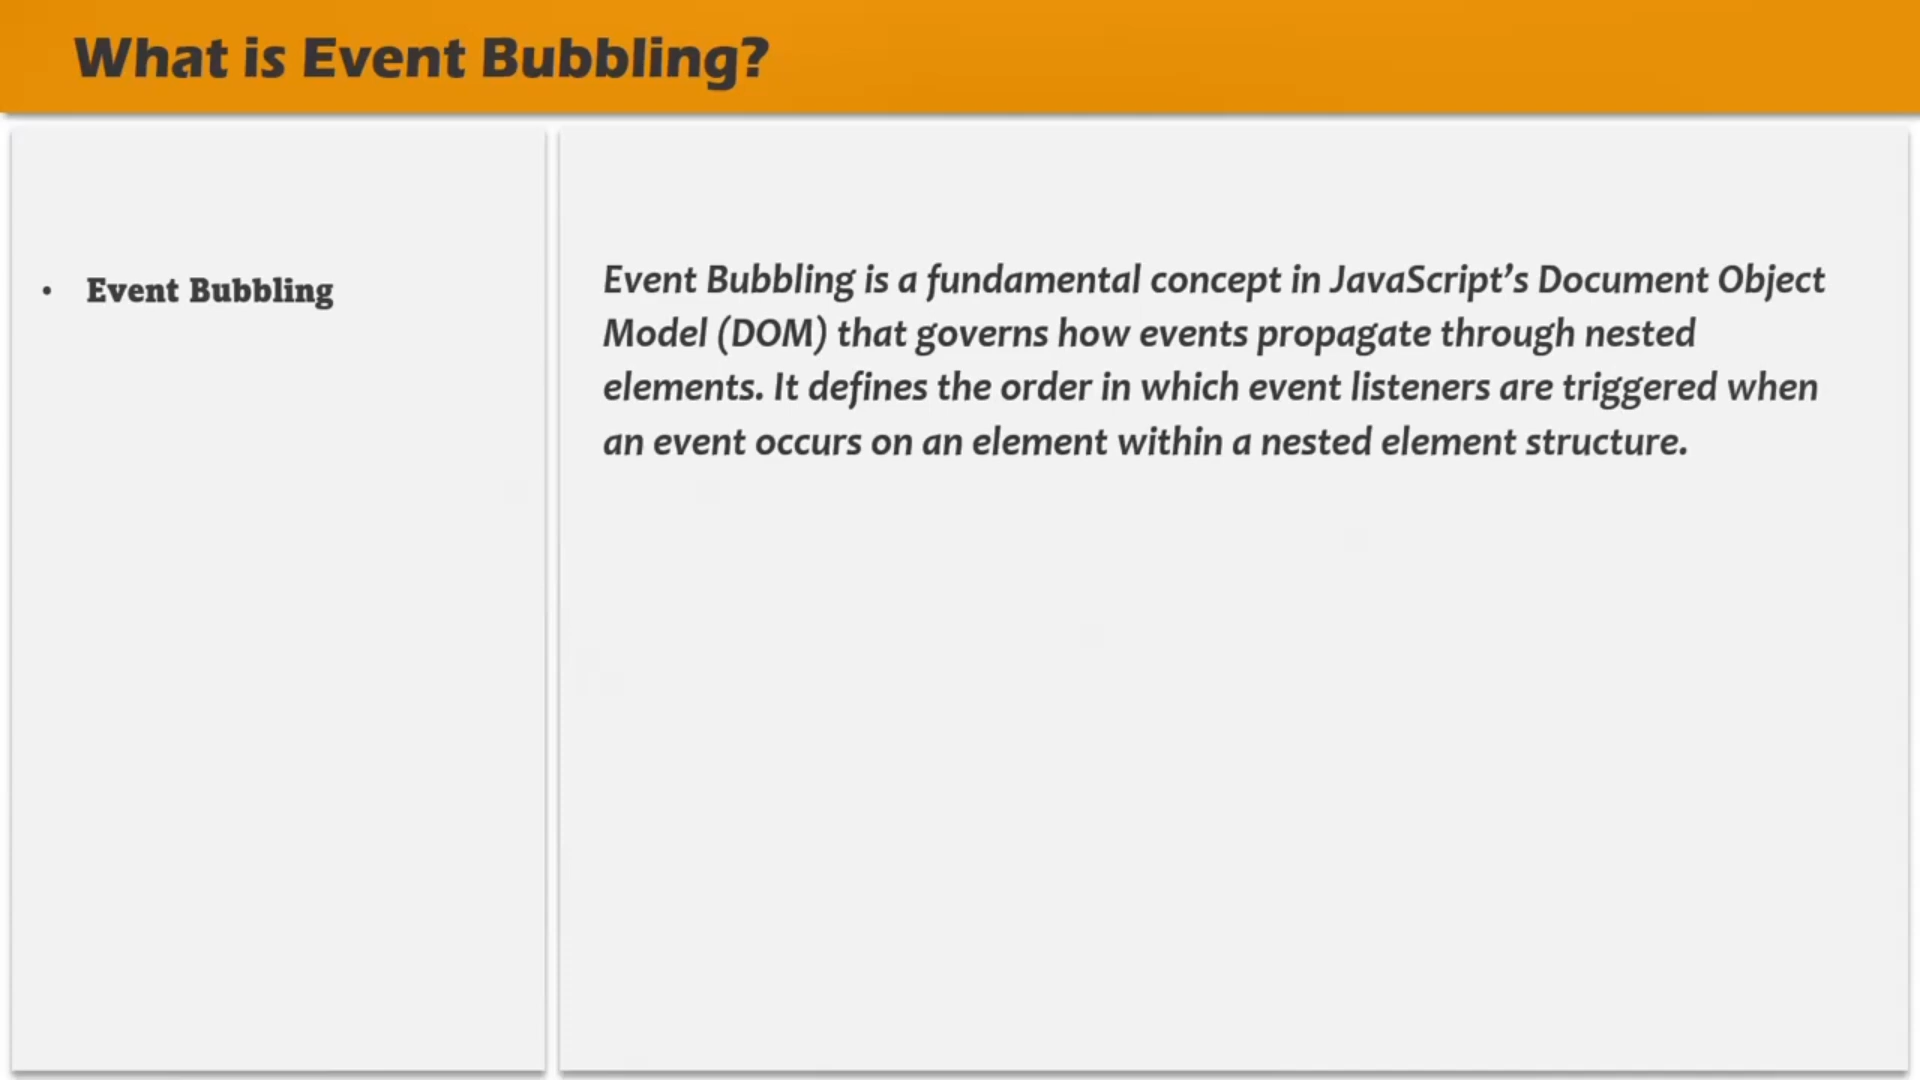 What is Event Bubbling?
• Event Bubbling
Event Bubbling is a fundamental concept in JavaScript’s Document Object
Model (DOM) that governs how events propagate through nested
elements. It defines the order in which event listeners are triggered when
an event occurs on an element within a nested element structure.